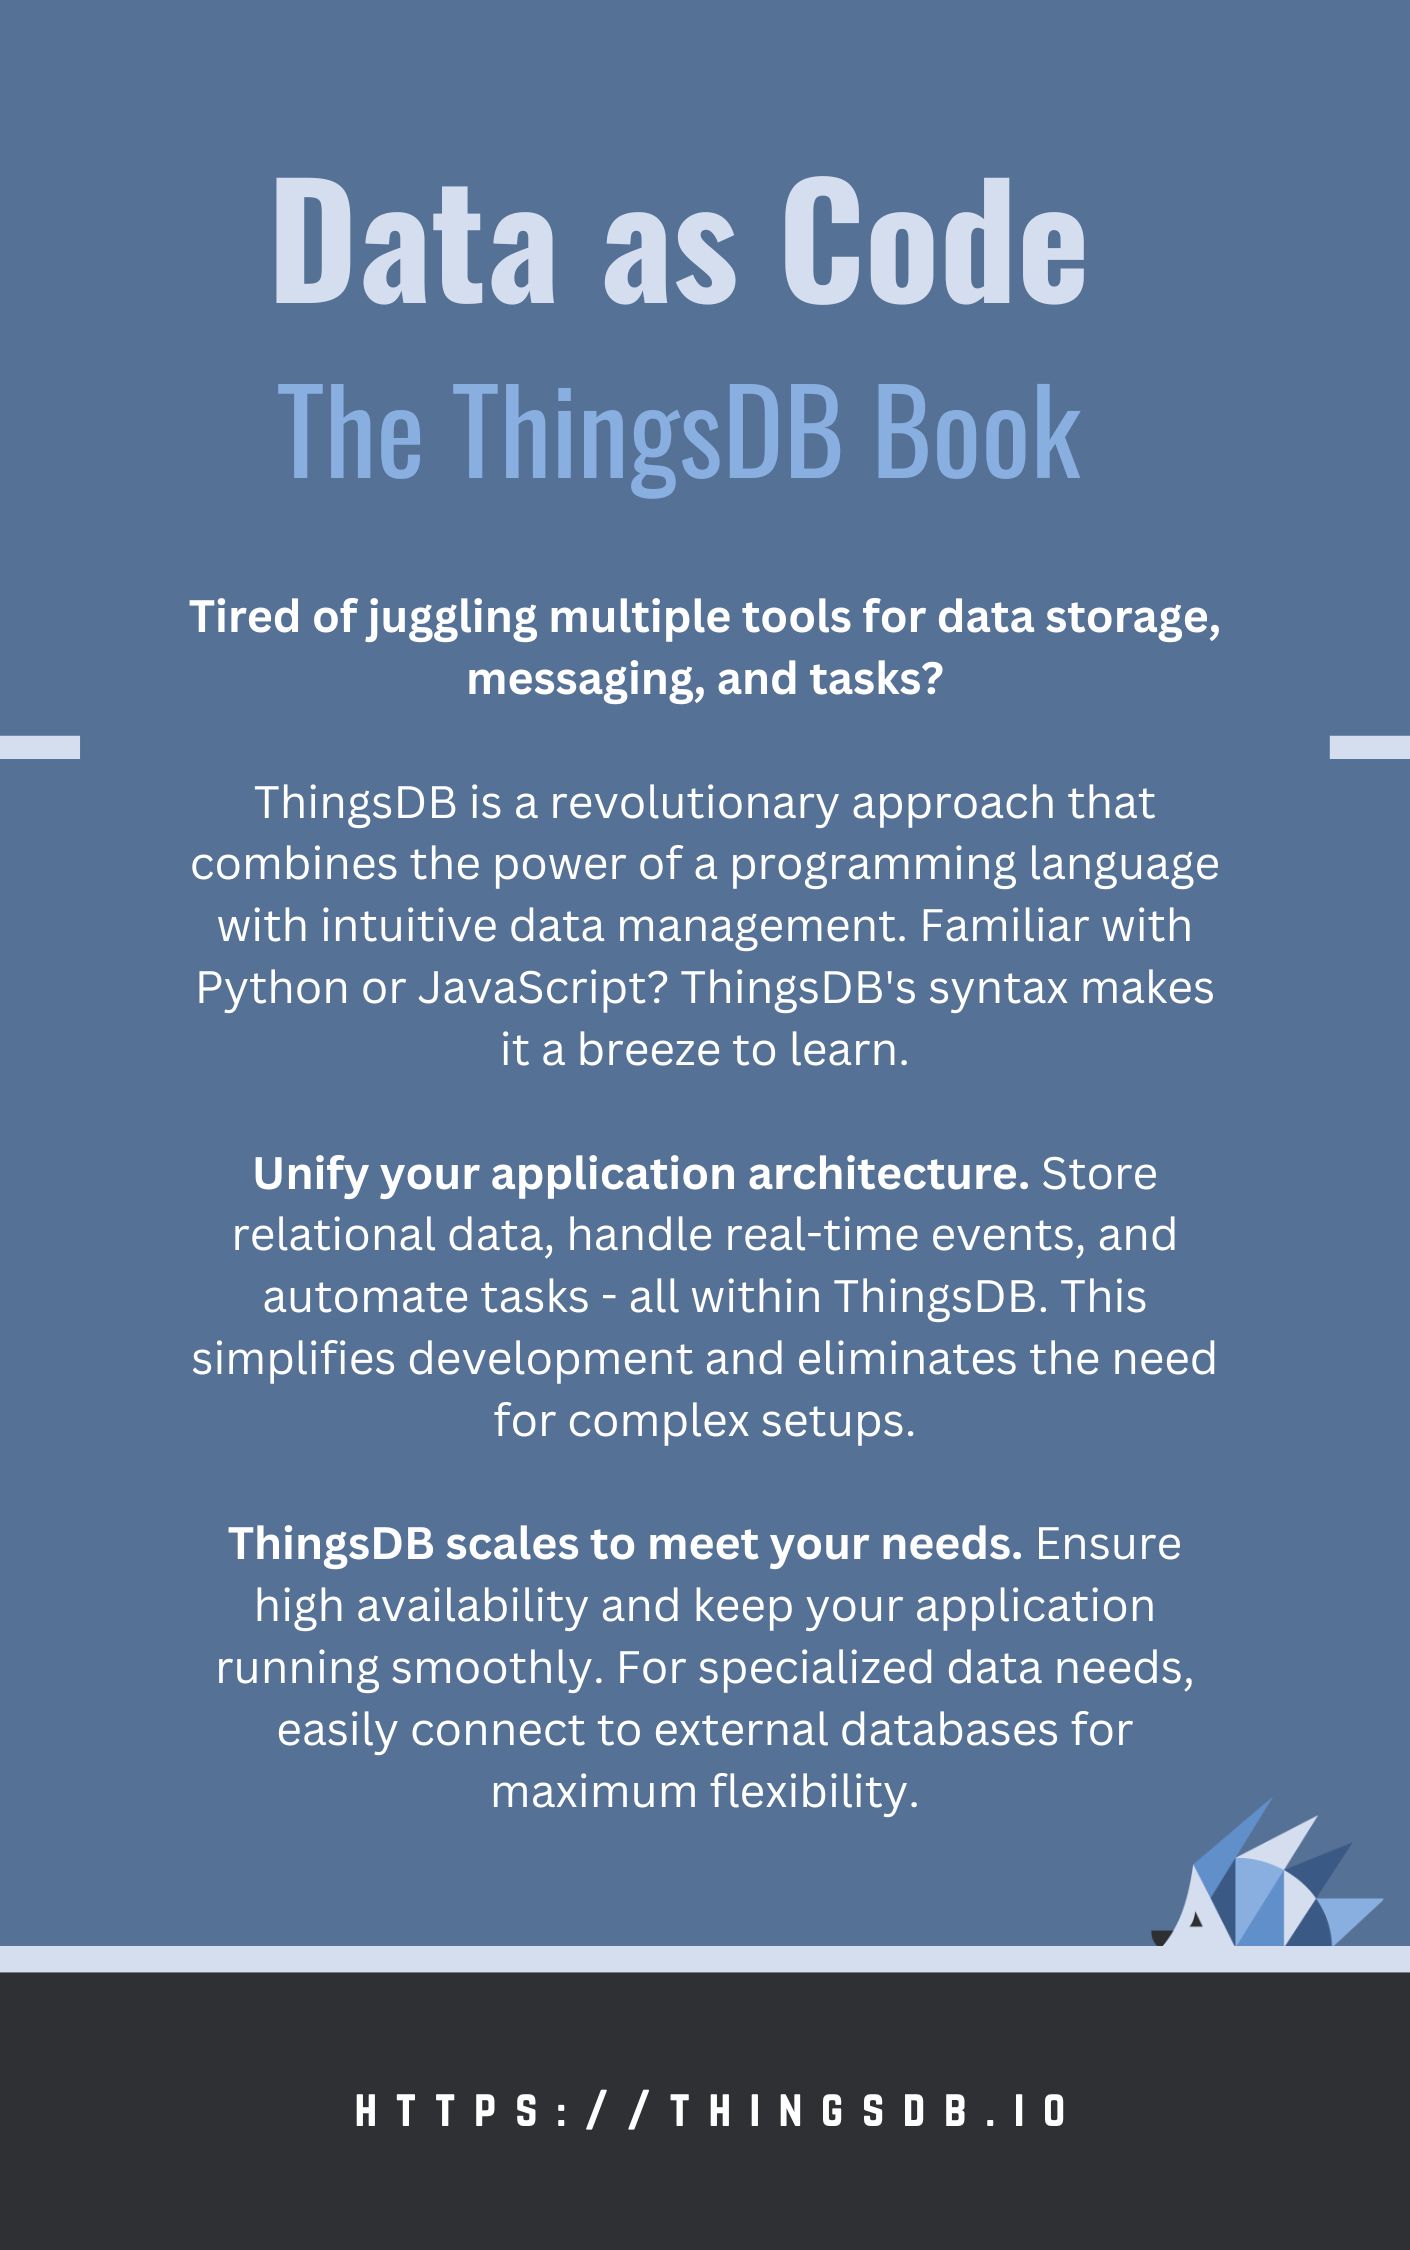 Data as Code
The ThingsDB Book
Tired of juggling multiple tools for data storage,
messaging, and tasks?
ThingsDB is a revolutionary approach that
combines the power of a programming language
with intuitive data management. Familiar with
Python or JavaScript? ThingsDB's syntax makes
it a breeze to learn.
Unify your application architecture. Store
relational data, handle real-time events, and
automate tasks - all within ThingsDB. This
simplifies development and eliminates the need
for complex setups.
ThingsDB scales to meet your needs. Ensure
high availability and keep your application
running smoothly. For specialized data needs,
easily connect to external databases for
maximum flexibility.
HTTPS://THINGSDB.IO